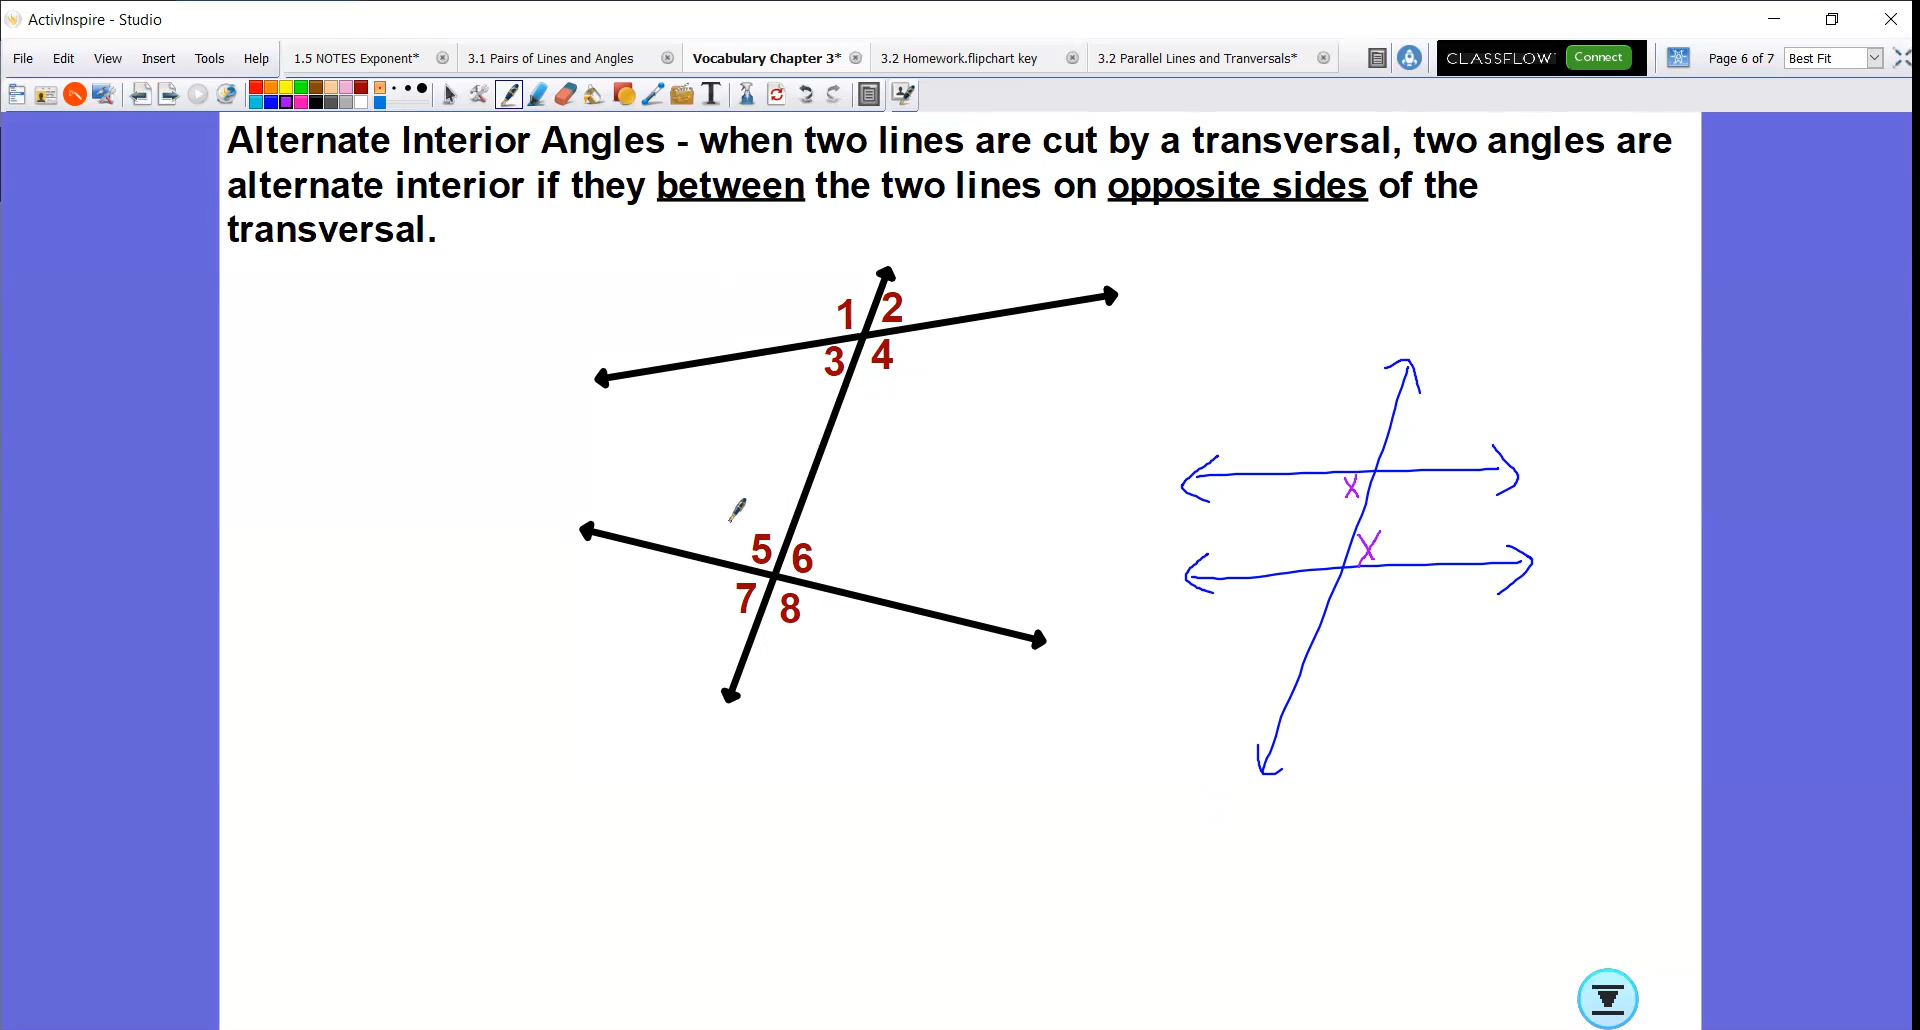 ActivInspire - Studio
File Edit View Insert Tools Help 1.5 NOTES Exponent* 3.1 Pairs of Lines and Angles Vocabulary Chapter 3* 3.2 Homework.flipchart key 3.2 Parallel Lines and Tranversals* CLASSFLOW Connect Page 6 of 7 Best Fit
T
Alternate Interior Angles - when two lines are cut by a transversal, two angles are
alternate interior if they between the two lines on opposite sides of the
transversal.
1 2
3 4
x
x
5 6
7 8